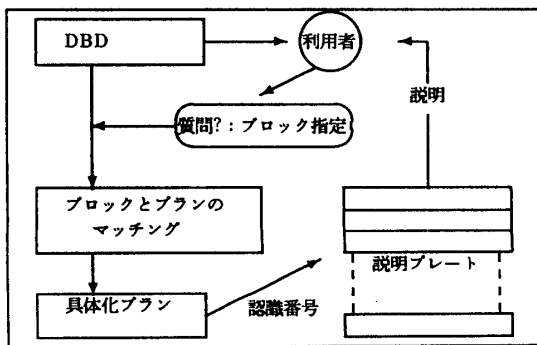 DBD
利用者
説明
質問?：ブロック指定
ブロックとプランの
マッチング
説明プレート
具体化プラン
認識番号